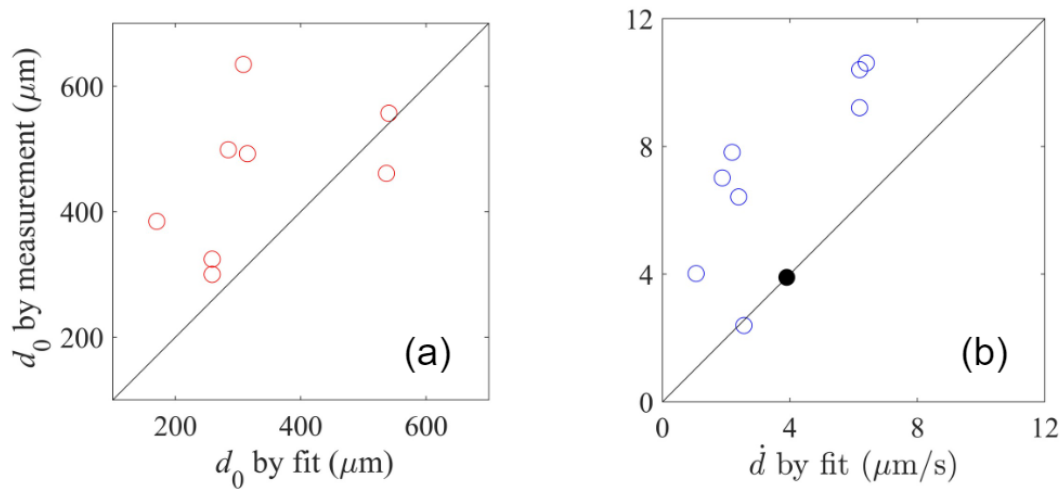 d₀ by measurement (μm)
600
400
200
200 400 600
d₀ by fit (μm)
(a)
12
8
4
0
0 4 8 12
ḋ by fit (μm/s)
(b)